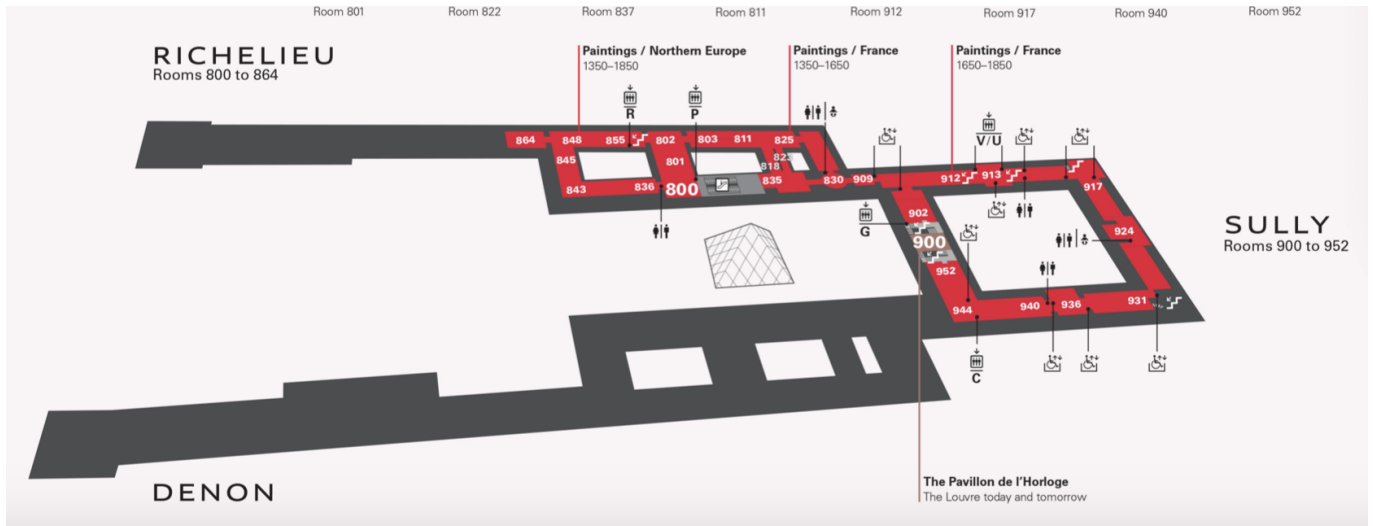 Room 801 Room 822 Room 837 Room 811 Room 912 Room 917 Room 940 Room 952
RICHELIEU
Rooms 800 to 864
Paintings / Northern Europe
1350–1850
Paintings / France
1350–1650
Paintings / France
1650–1850
R
P
V/U
864 848 855 802 803 811 825
845 801 823
818
843 836 800 835 830 909 912 913 917
902
G
900
924
952
944 940 936 931
C
SULLY
Rooms 900 to 952
The Pavillon de l'Horloge
The Louvre today and tomorrow
DENON